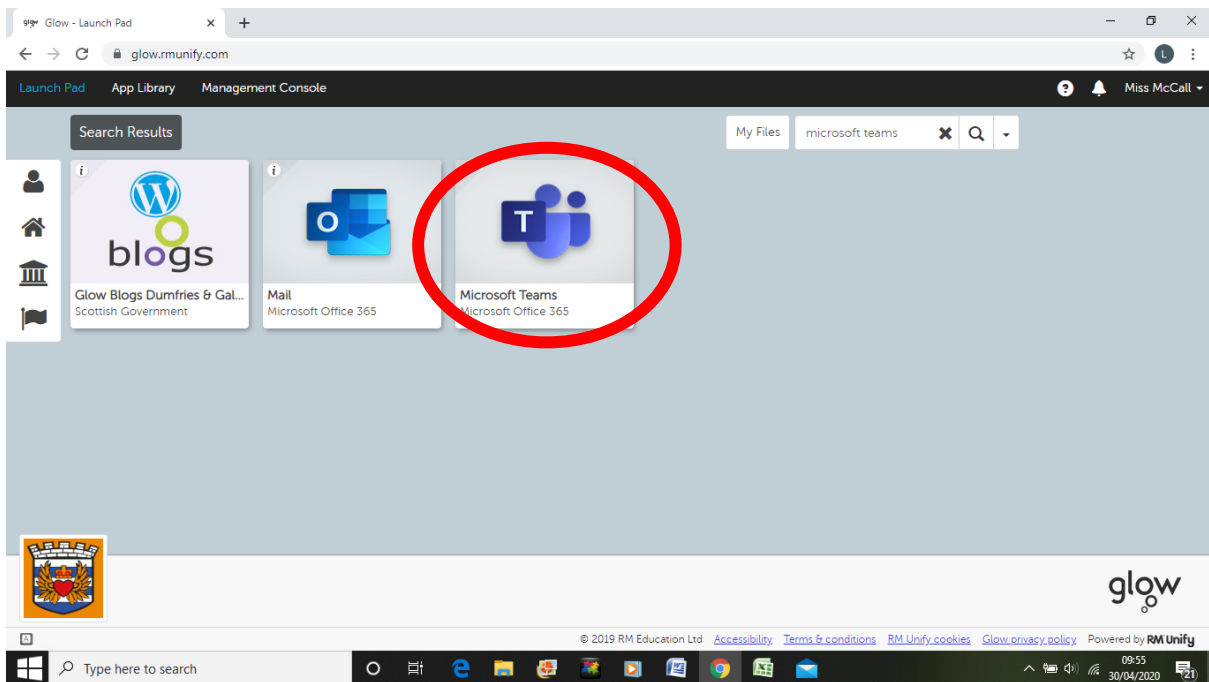 glow Glow - Launch Pad
glow.rmunify.com
L
Launch Pad App Library Management Console
? Miss McCall
Search Results
My Files microsoft teams
i
W
blogs
Glow Blogs Dumfries & Gal...
Scottish Government
i
O
Mail
Microsoft Office 365
T
Microsoft Teams
Microsoft Office 365
glow
A
© 2019 RM Education Ltd Accessibility Terms & conditions RM Unify cookies Glow privacy policy Powered by RM Unify
Type here to search
09:55
30/04/2020
21